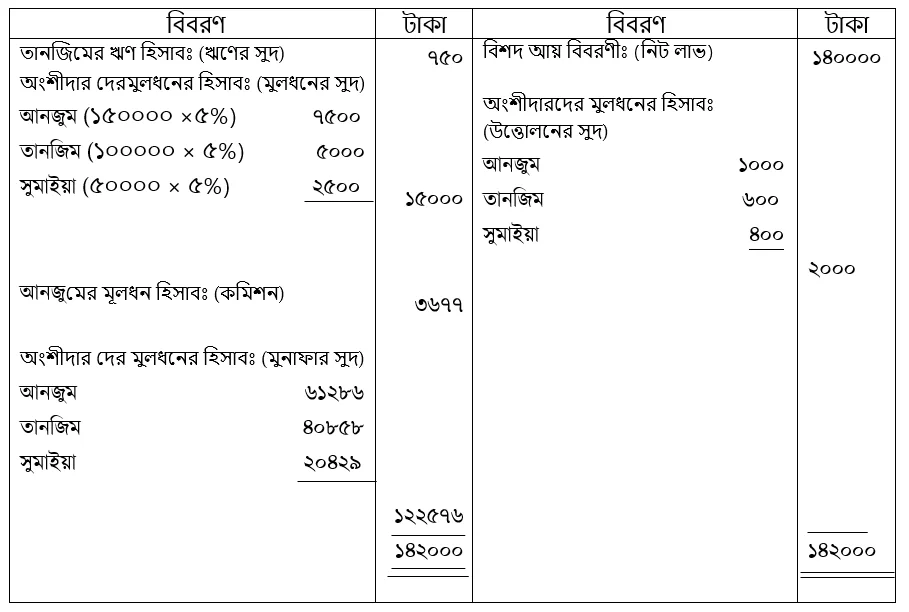 বিবরণ টাকা বিবরণ টাকা
তানজিমের ঋণ হিসাবঃ (ঋণের সুদ) ৭৫০
অংশীদার দেরমুলধনের হিসাবঃ (মুলধনের সুদ)
আনজুম (১৫০০০০ ×৫%) ৭৫০০
তানজিম (১০০০০০ × ৫%) ৫০০০
সুমাইয়া (৫০০০০ × ৫%) ২৫০০
১৫০০০
আনজুমের মূলধন হিসাবঃ (কমিশন)
৩৬৭৭
অংশীদার দের মুলধনের হিসাবঃ (মুনাফার সুদ)
আনজুম ৬১২৮৬
তানজিম ৪০৮৫৮
সুমাইয়া ২০৪২৯
১২২৫৭৬
১৪২০০০
বিশদ আয় বিবরণীঃ (নিট লাভ) ১৪০০০০
অংশীদারদের মুলধনের হিসাবঃ
(উত্তোলনের সুদ)
আনজুম ১০০০
তানজিম ৬০০
সুমাইয়া ৪০০
২০০০
১৪২০০০